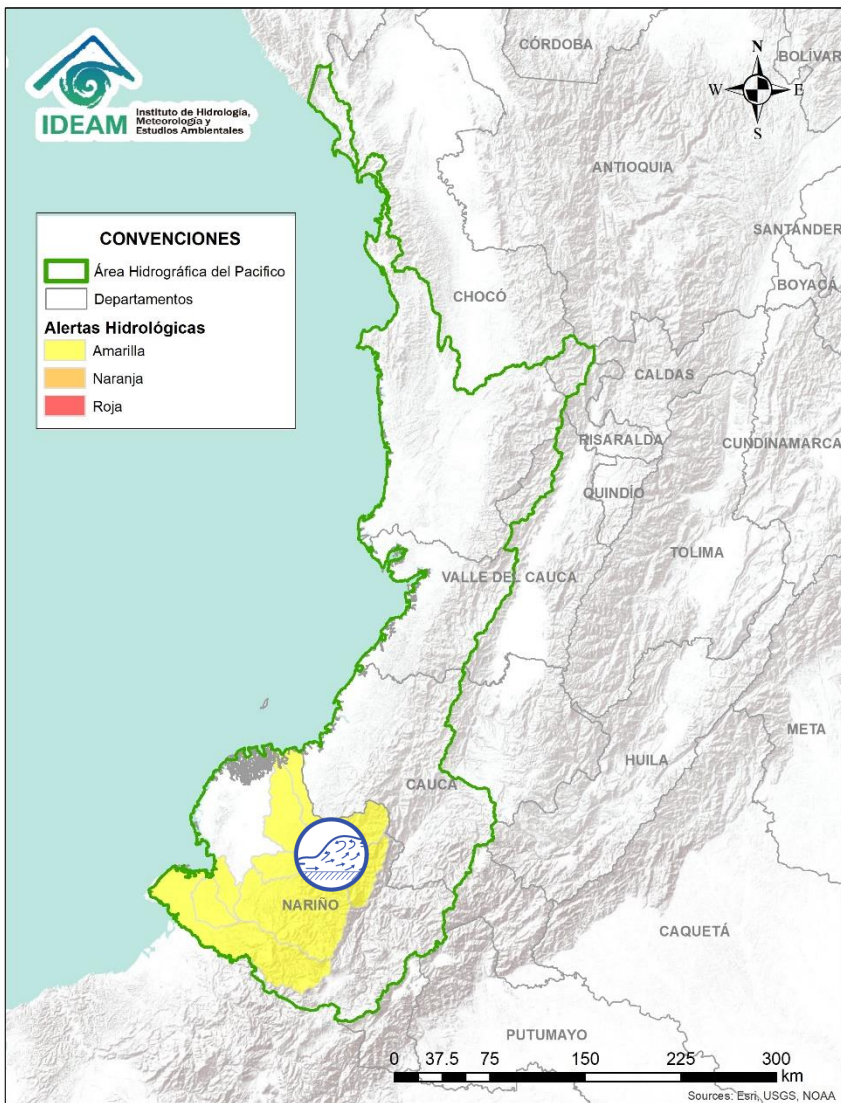 IDEAM
Instituto de Hidrología,
Meteorología y
Estudios Ambientales
CÓRDOBA
BOLÍVAR
N
W
E
S
ANTIOQUIA
SANTANDER
BOYACÁ
CONVENCIONES
Área Hidrográfica del Pacifico
Departamentos
Alertas Hidrológicas
Amarilla
Naranja
Roja
CHOCÓ
CALDAS
RISARALDA
CUNDINAMARCA
QUINDÍO
TOLIMA
VALLE DEL CAUCA
META
HUILA
CAUCA
NARIÑO
CAQUETÁ
PUTUMAYO
0 37.5 75 150 225 300
km
Sources: Esri, USGS, NOAA